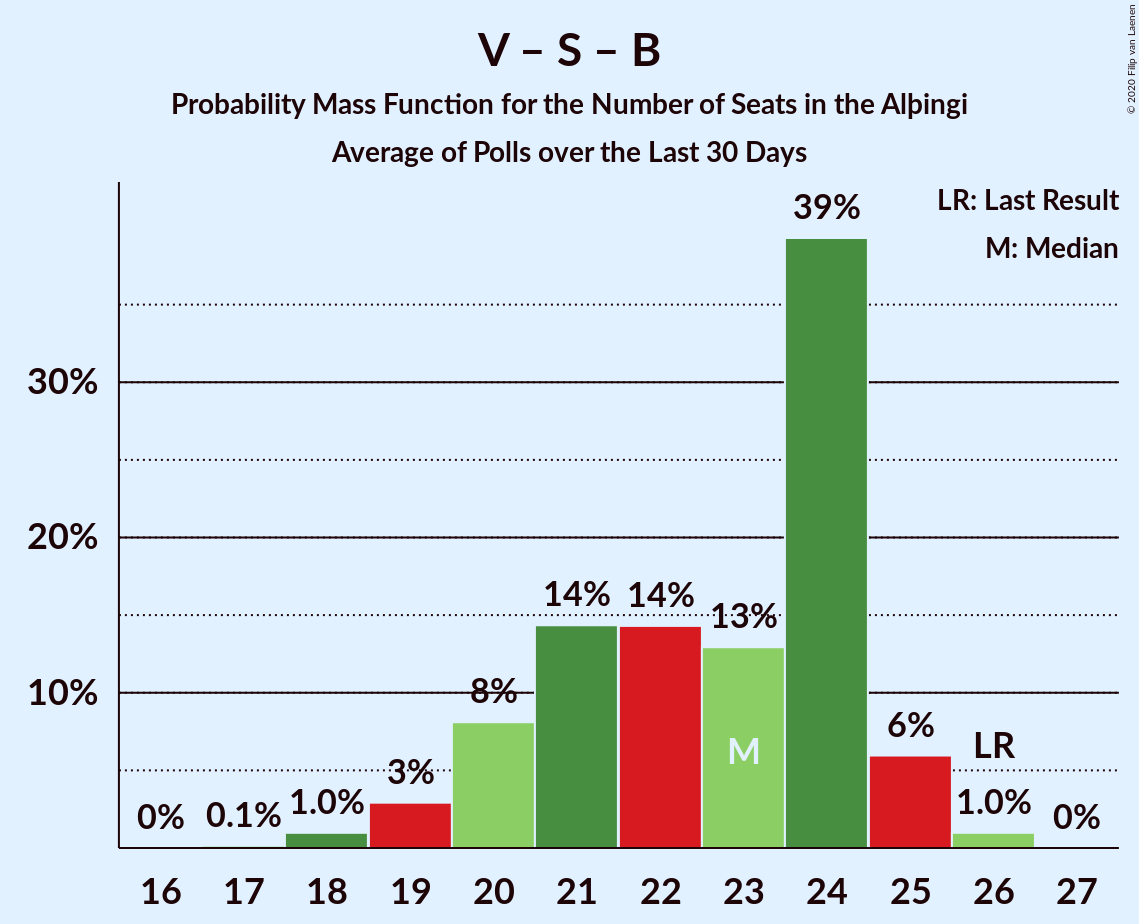 V – S – B
Probability Mass Function for the Number of Seats in the Alþingi
Average of Polls over the Last 30 Days
© 2020 Filip van Laenen
LR: Last Result
M: Median
30%
20%
10%
0%
0.1%
1.0%
3%
8%
14%
14%
13%
39%
6%
1.0%
0%
LR
M
16 17 18 19 20 21 22 23 24 25 26 27